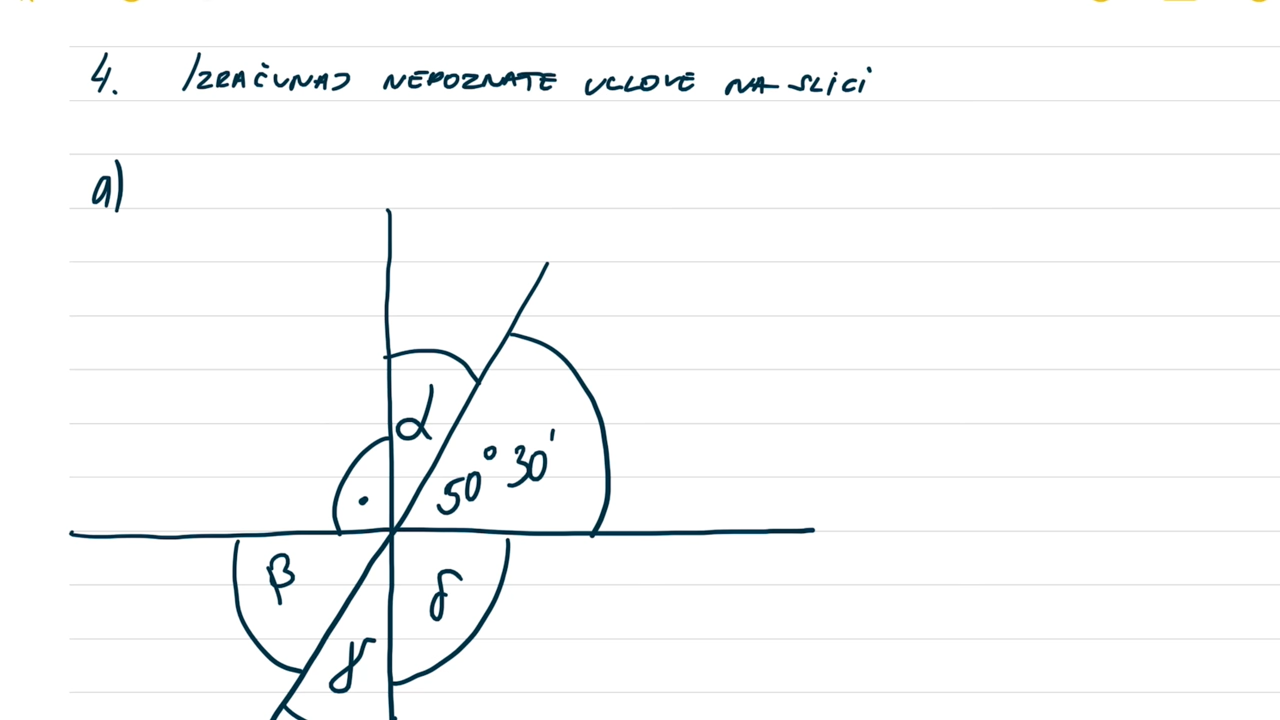 4. IZRAČUNAJ NEPOZNATE UGLOVE NA SLICI
a)
α
50° 30'
β
δ
γ